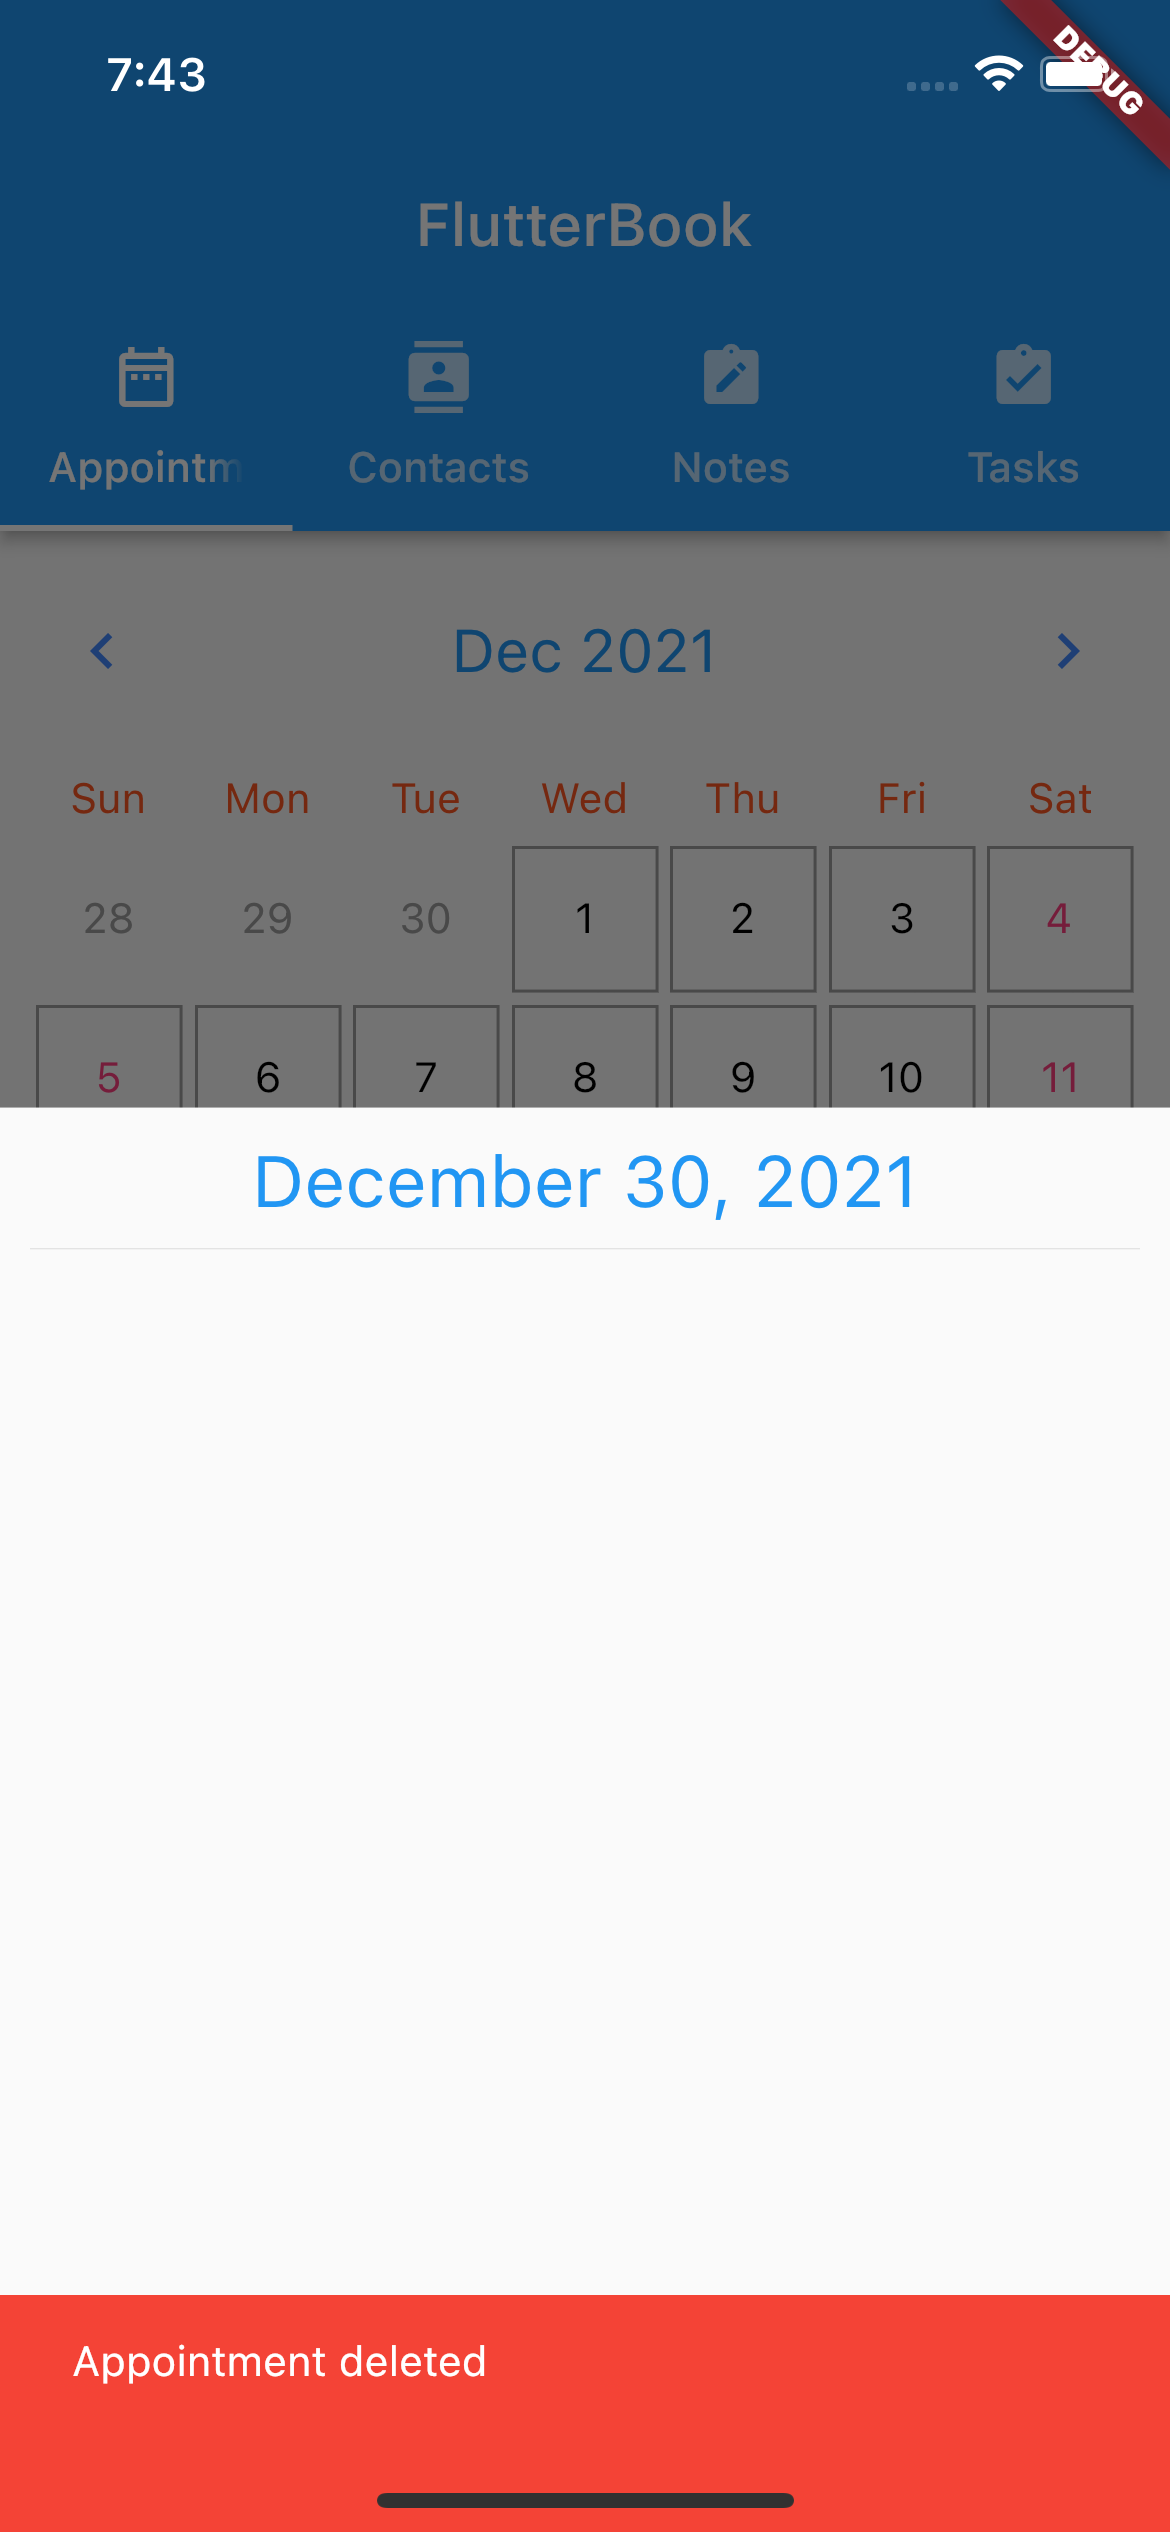 7:43
DEBUG
FlutterBook
Appointm
Contacts
Notes
Tasks
Dec 2021
Sun Mon Tue Wed Thu Fri Sat
28 29 30 1 2 3 4
5 6 7 8 9 10 11
December 30, 2021
Appointment deleted